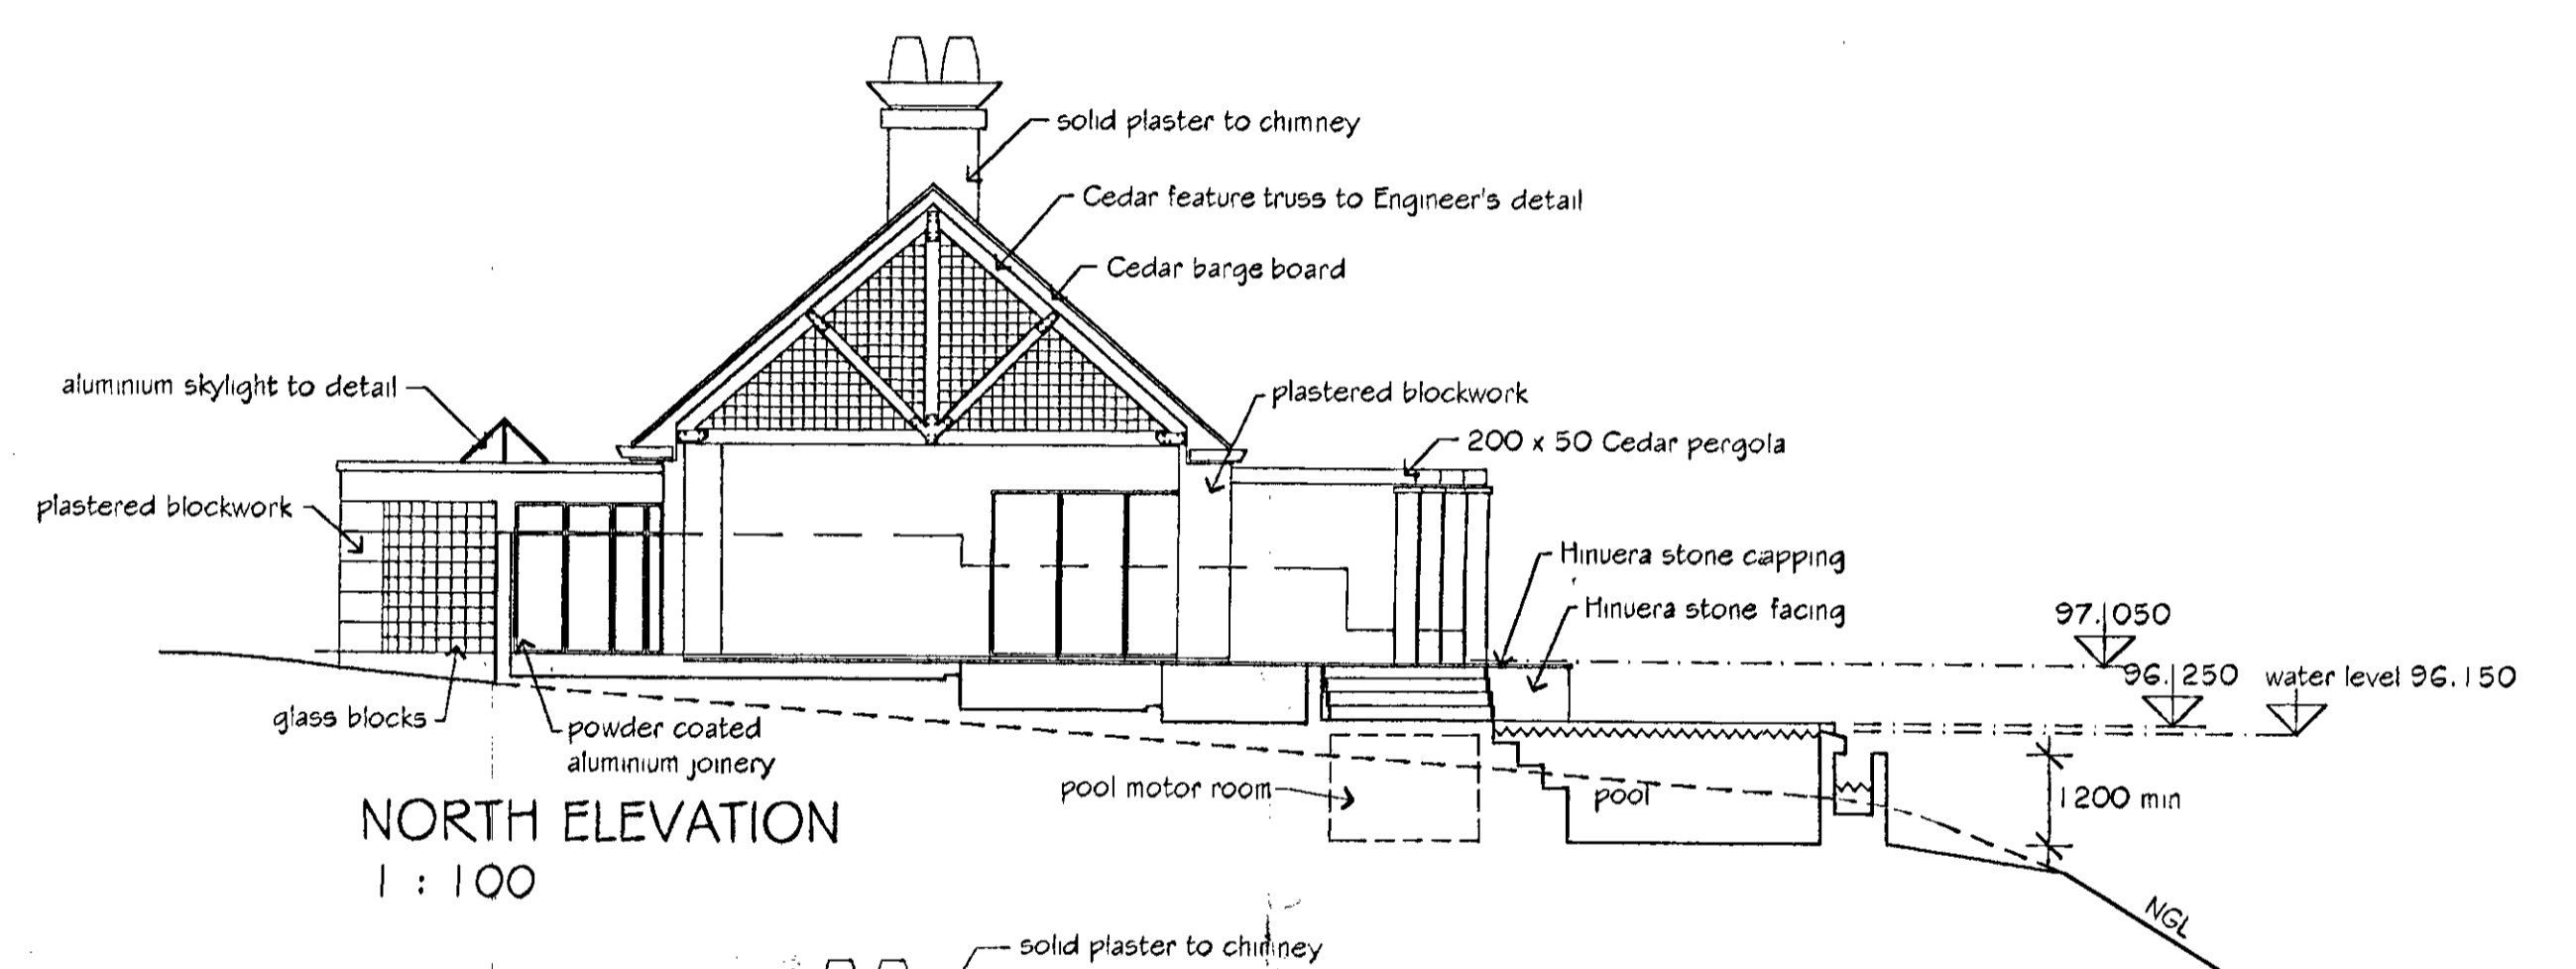 solid plaster to chimney
Cedar feature truss to Engineer's detail
Cedar barge board
aluminium skylight to detail
plastered blockwork
200 x 50 Cedar pergola
plastered blockwork
Hinuera stone capping
Hinuera stone facing
97.050
96.250
water level 96.150
glass blocks
powder coated
aluminium joinery
pool motor room
pool
1200 min
NORTH ELEVATION
1 : 100
NGL
solid plaster to chimney